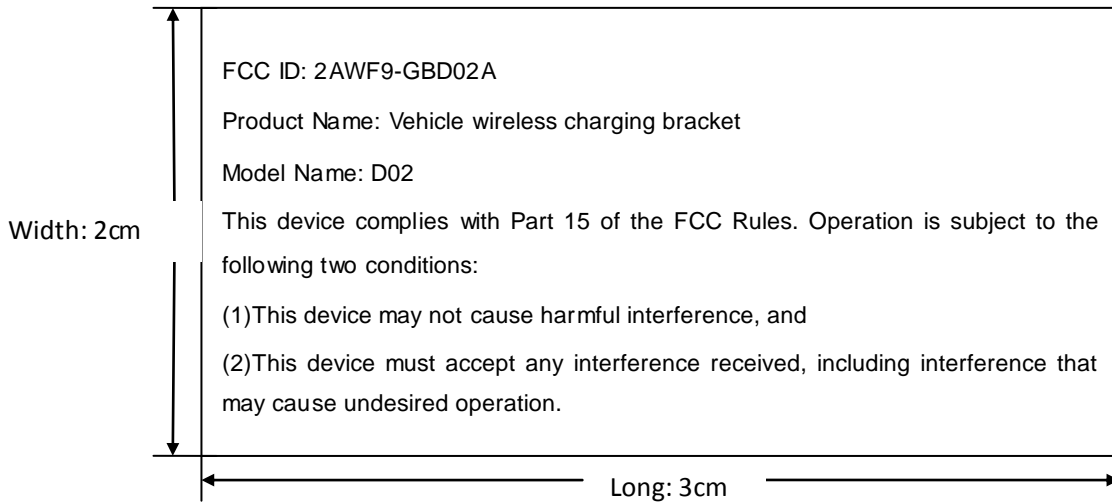 FCC ID: 2AWF9-GBD02A
Product Name: Vehicle wireless charging bracket
Model Name: D02
Width: 2cm
This device complies with Part 15 of the FCC Rules. Operation is subject to the
following two conditions:
(1)This device may not cause harmful interference, and
(2)This device must accept any interference received, including interference that
may cause undesired operation.
Long: 3cm